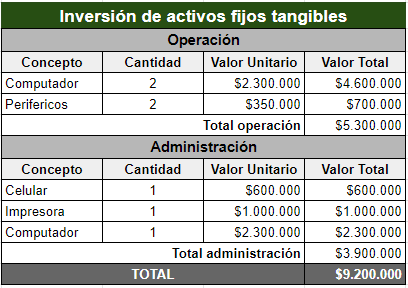 Inversión de activos fijos tangibles
Operación
Concepto Cantidad Valor Unitario Valor Total
Computador 2 $2.300.000 $4.600.000
Perifericos 2 $350.000 $700.000
Total operación $5.300.000
Administración
Concepto Cantidad Valor Unitario Valor Total
Celular 1 $600.000 $600.000
Impresora 1 $1.000.000 $1.000.000
Computador 1 $2.300.000 $2.300.000
Total administración $3.900.000
TOTAL $9.200.000